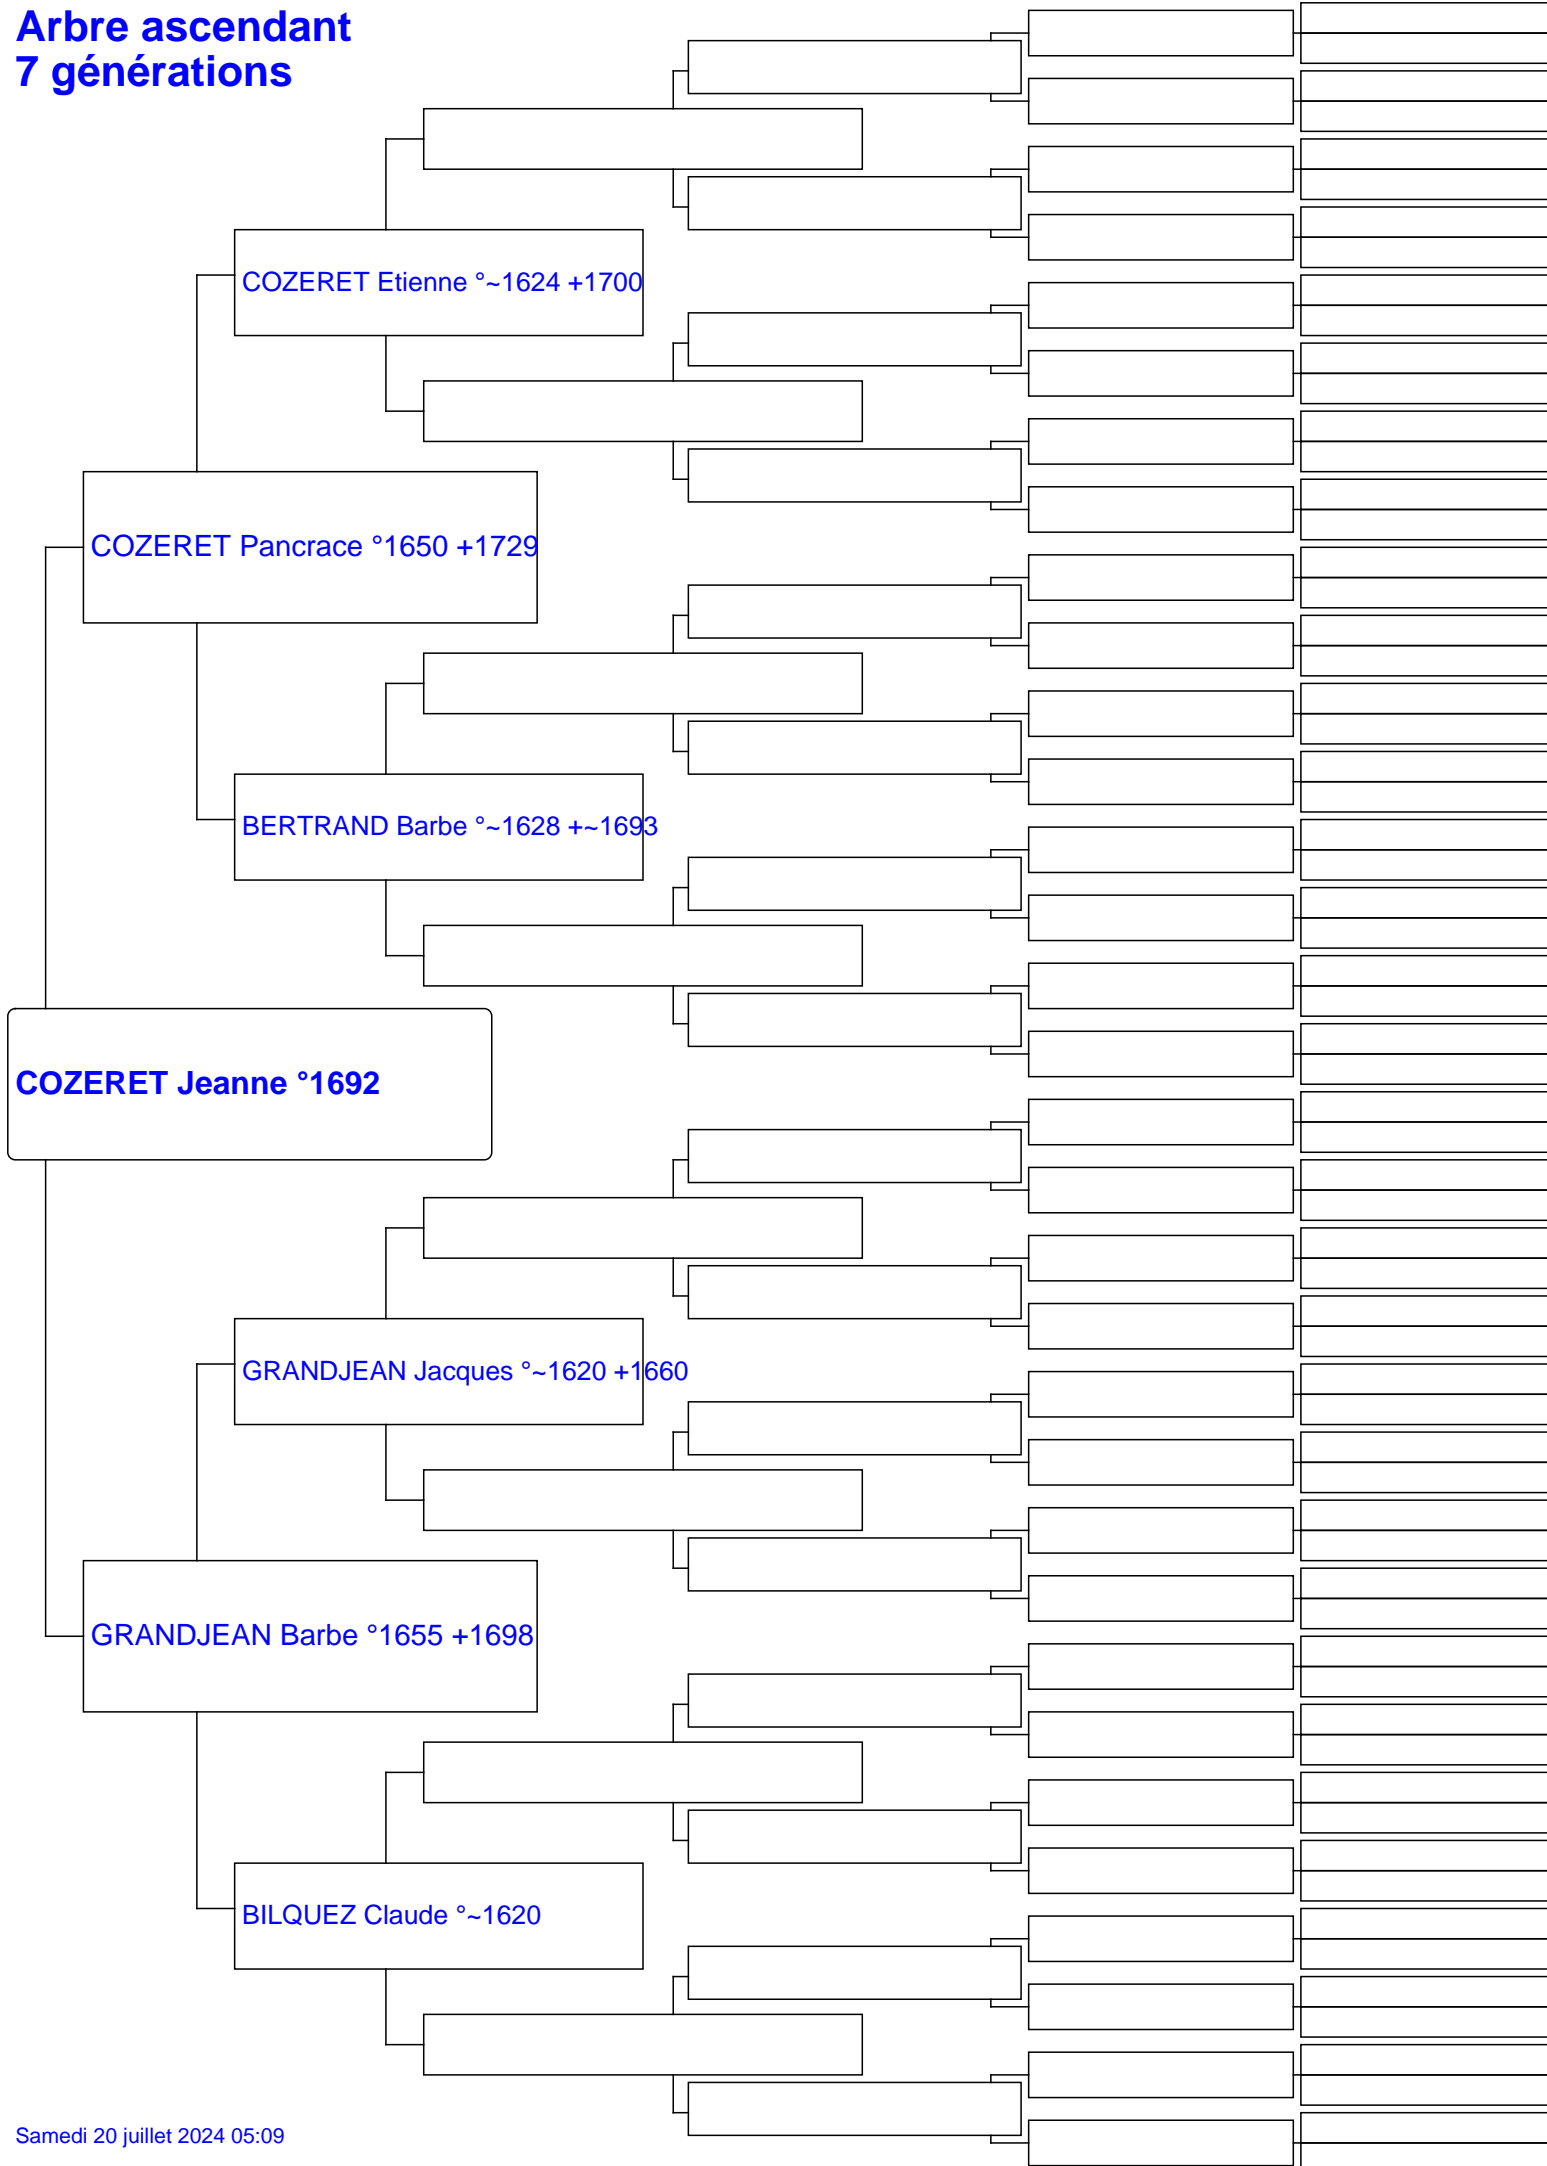 Arbre ascendant
7 générations
COZERET Etienne °~1624 +1700
COZERET Pancrace °1650 +1729
BERTRAND Barbe °~1628 +~1693
COZERET Jeanne °1692
GRANDJEAN Jacques °~1620 +1660
GRANDJEAN Barbe °1655 +1698
BILQUEZ Claude °~1620
Samedi 20 juillet 2024 05:09